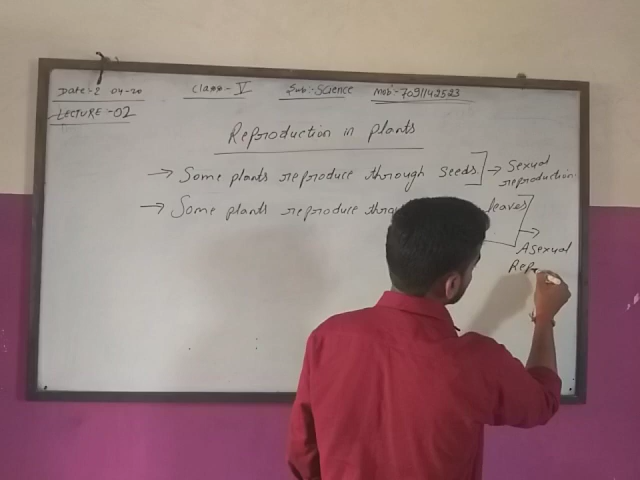 Date:- 2 04-20 Class - V Sub:- Science Mob- 7091142523
LECTURE - 02
Reproduction in plants
→ Some plants reproduce through seeds. → Sexual reproduction.
→ Some plants reproduce leaves →
Asexual